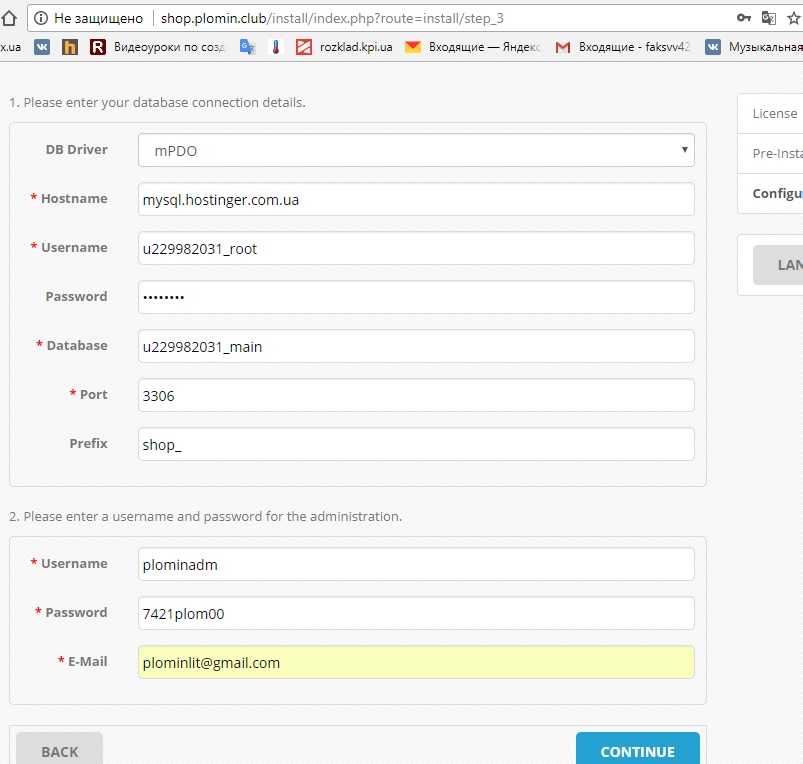 Не защищено shop.plomin.club/install/index.php?route=install/step_3
x.ua Видеоуроки по созд rozklad.kpi.ua Входящие — Яндекс Входящие - faksvv42 Музыкальная
1. Please enter your database connection details.
DB Driver mPDO
* Hostname mysql.hostinger.com.ua
* Username u229982031_root
Password ••••••••
* Database u229982031_main
* Port 3306
Prefix shop_
2. Please enter a username and password for the administration.
* Username plominadm
* Password 7421plom00
* E-Mail plominlit@gmail.com
BACK CONTINUE
License
Pre-Insta
Configu
LAN